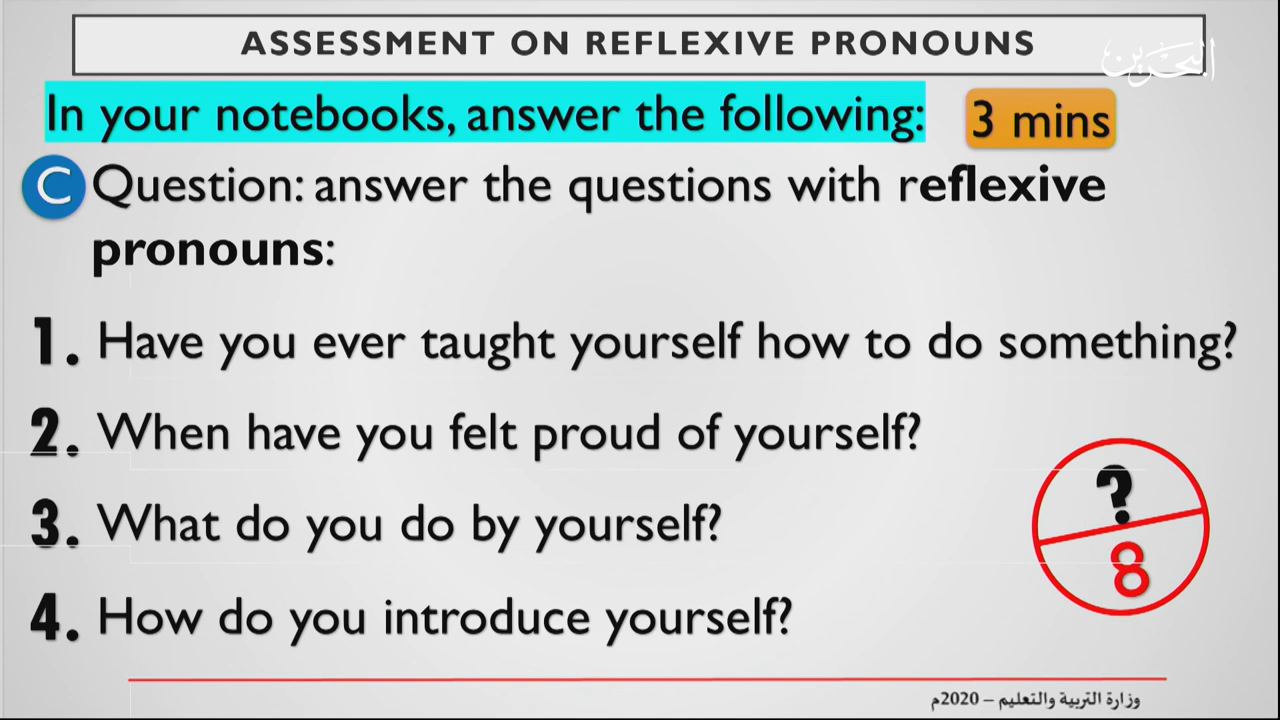 ASSESSMENT ON REFLEXIVE PRONOUNS
البحرين
In your notebooks, answer the following:
3 mins
C Question: answer the questions with reflexive
pronouns:
1. Have you ever taught yourself how to do something?
2. When have you felt proud of yourself?
3. What do you do by yourself?
4. How do you introduce yourself?
?
8
وزارة التربية والتعليم – 2020م